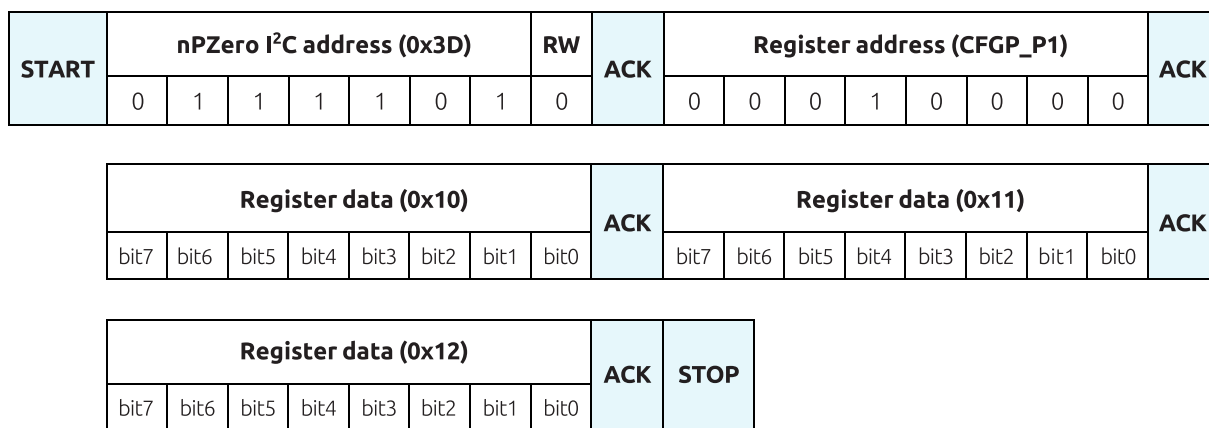 START nPZero I²C address (0x3D) RW ACK Register address (CFGP_P1) ACK
0 1 1 1 1 0 1 0 0 0 0 1 0 0 0 0
Register data (0x10) ACK Register data (0x11) ACK
bit7 bit6 bit5 bit4 bit3 bit2 bit1 bit0 bit7 bit6 bit5 bit4 bit3 bit2 bit1 bit0
Register data (0x12) ACK STOP
bit7 bit6 bit5 bit4 bit3 bit2 bit1 bit0